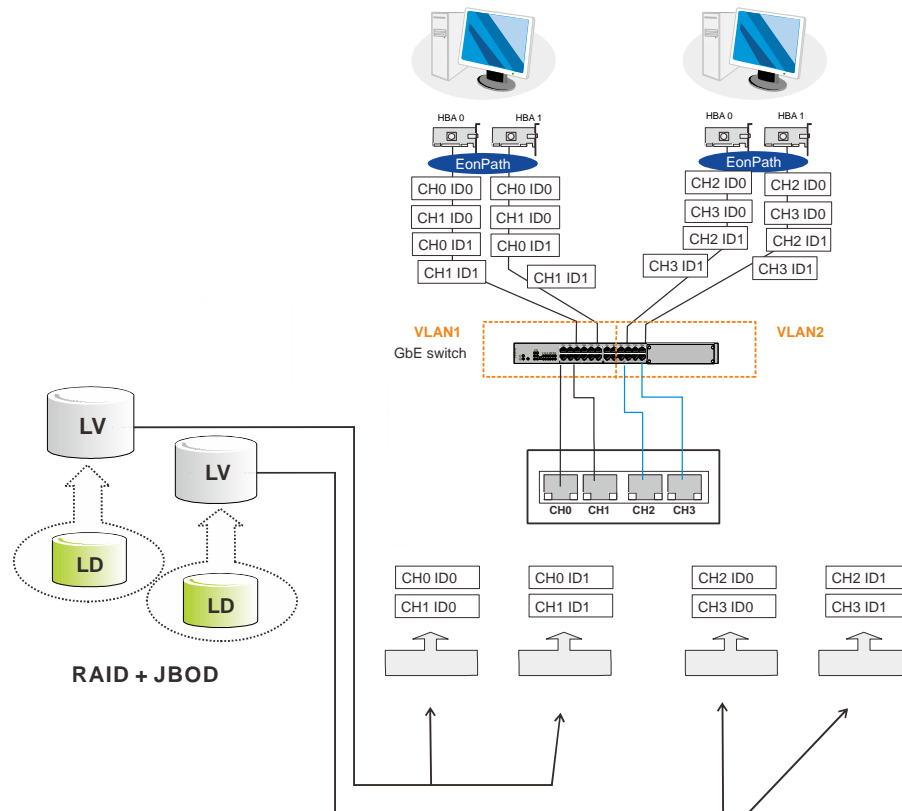 HBA 0
HBA 1
EonPath
CH0 ID0
CH1 ID0
CH0 ID1
CH1 ID1
CH0 ID0
CH1 ID0
CH0 ID1
CH1 ID1
HBA 0
HBA 1
EonPath
CH2 ID0
CH3 ID0
CH2 ID1
CH3 ID1
CH2 ID0
CH3 ID0
CH2 ID1
CH3 ID1
VLAN1
GbE switch
VLAN2
CH0
CH1
CH2
CH3
LV
LV
LD
LD
RAID + JBOD
CH0 ID0
CH1 ID0
CH0 ID1
CH1 ID1
CH2 ID0
CH3 ID0
CH2 ID1
CH3 ID1